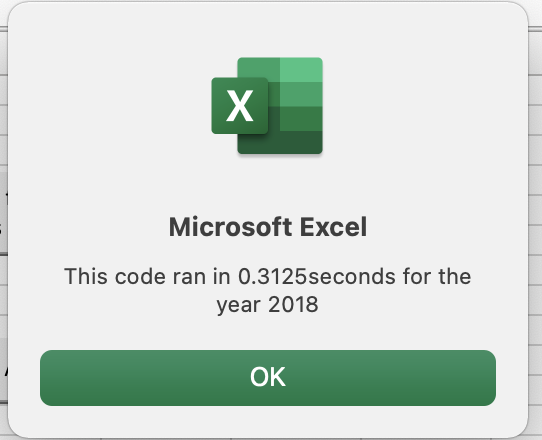 X
Microsoft Excel
This code ran in 0.3125seconds for the
year 2018
OK